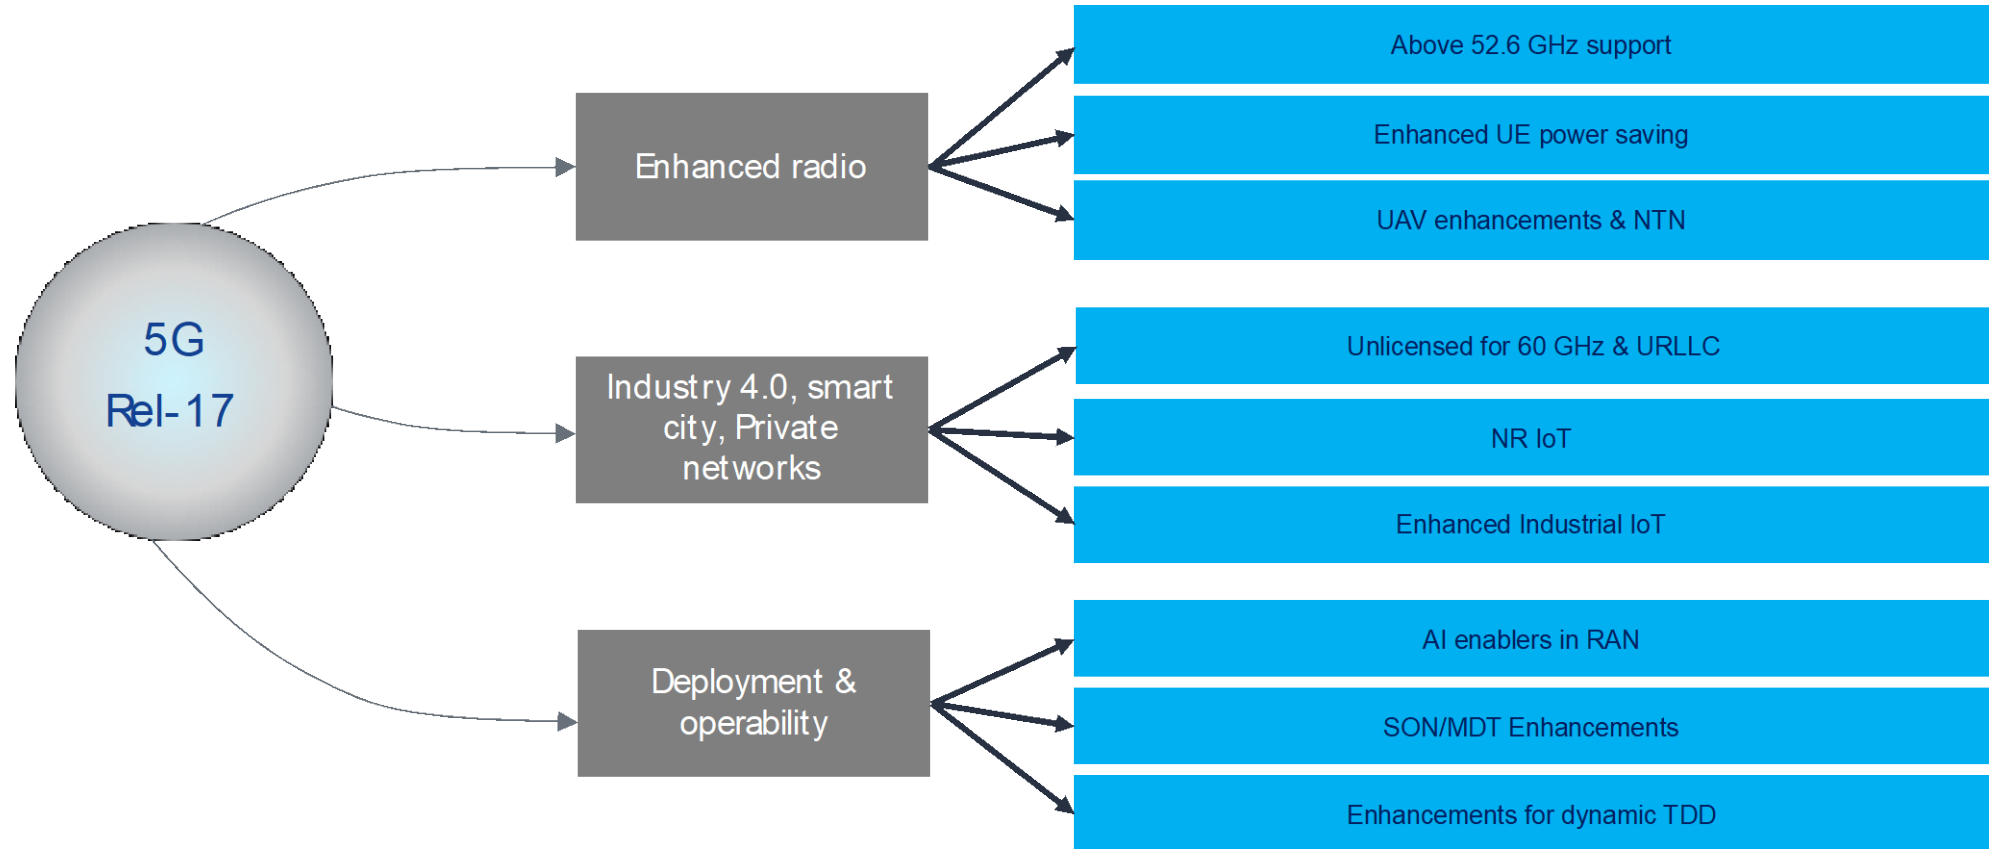 5G
Rel-17
Enhanced radio
Above 52.6 GHz support
Enhanced UE power saving
UAV enhancements & NTN
Industry 4.0, smart
city, Private
networks
Unlicensed for 60 GHz & URLLC
NR IoT
Enhanced Industrial IoT
Deployment &
operability
AI enablers in RAN
SON/MDT Enhancements
Enhancements for dynamic TDD